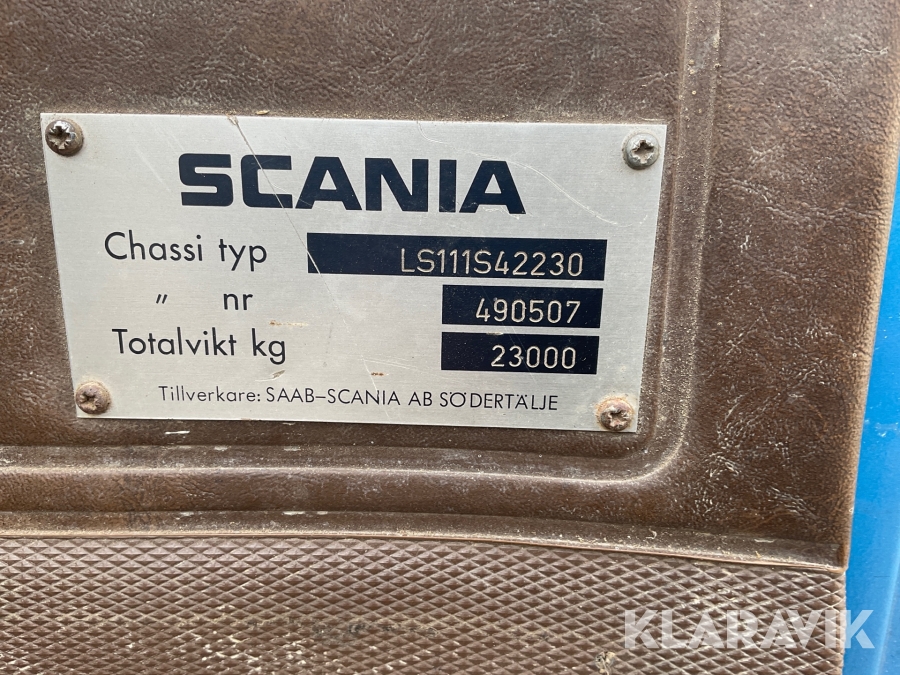 SCANIA
Chassi typ LS111S42230
" nr 490507
Totalvikt kg 23000
Tillverkare: SAAB-SCANIA AB SÖDERTÄLJE
KLARAVIK